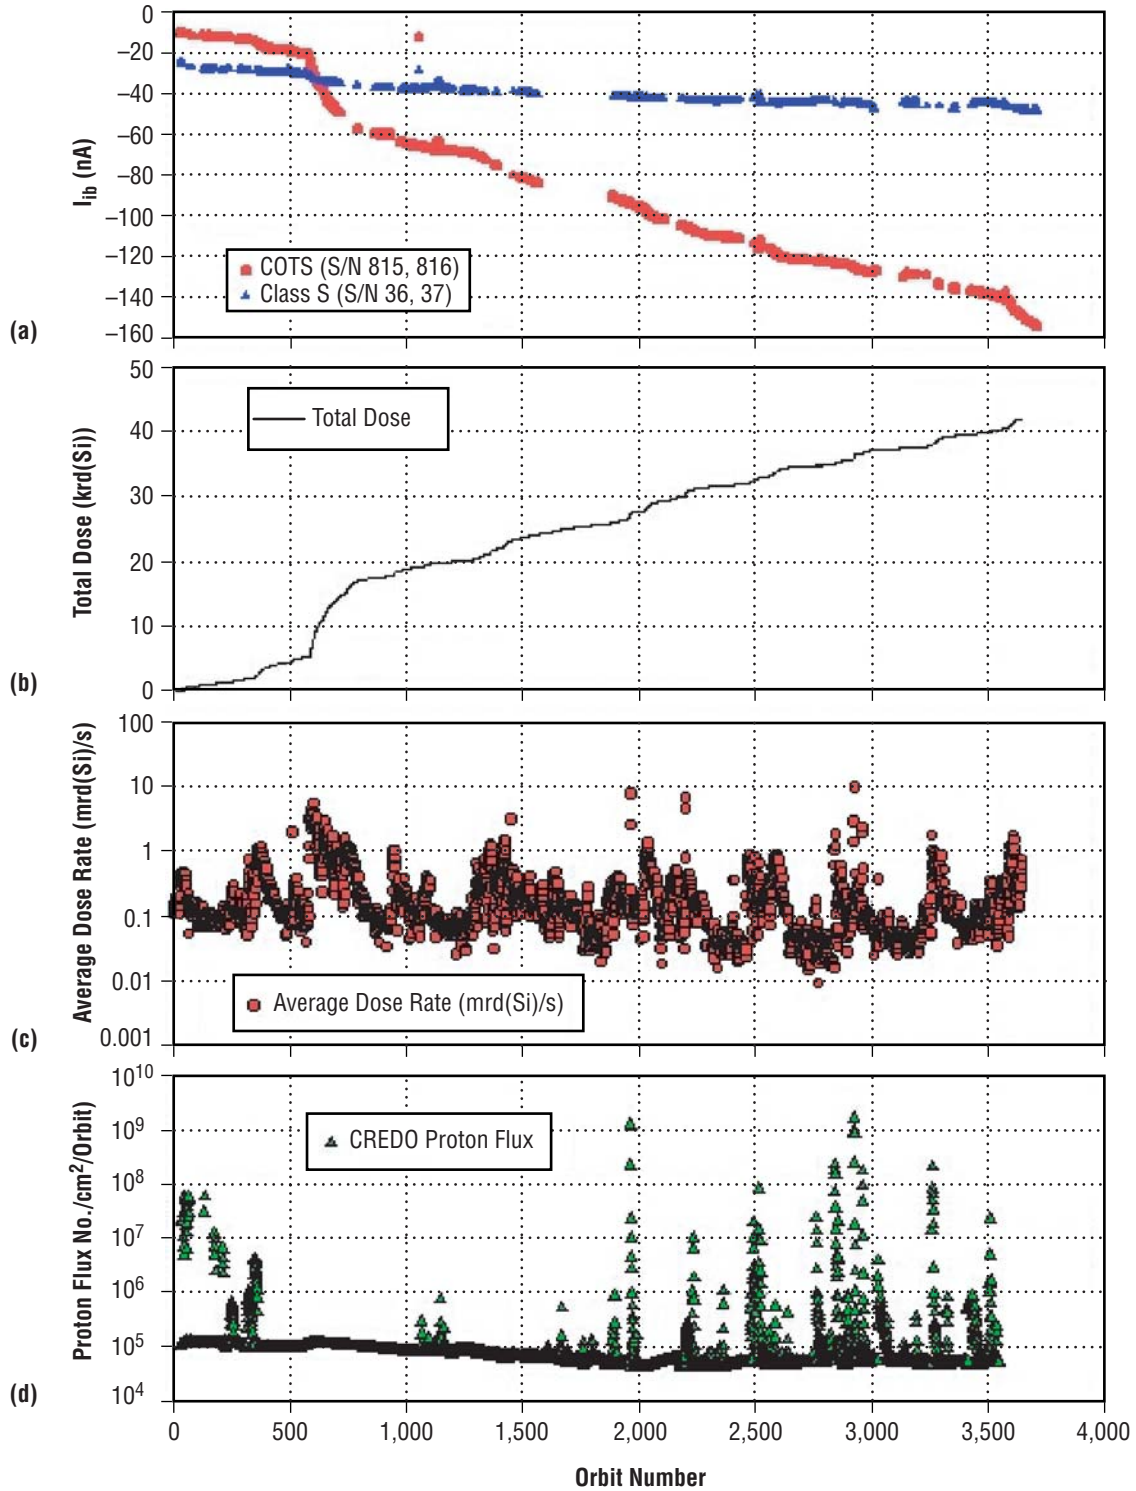 0
−20
−40
−60
−80
−100
−120
−140
−160
I_ib (nA)
COTS (S/N 815, 816)
Class S (S/N 36, 37)
(a)
50
40
30
20
10
0
Total Dose (krd(Si))
Total Dose
(b)
100
10
1
0.1
0.01
0.001
Average Dose Rate (mrd(Si)/s)
Average Dose Rate (mrd(Si)/s)
(c)
10¹⁰
10⁹
10⁸
10⁷
10⁶
10⁵
10⁴
Proton Flux No./cm²/Orbit)
CREDO Proton Flux
(d)
0 500 1,000 1,500 2,000 2,500 3,000 3,500 4,000
Orbit Number